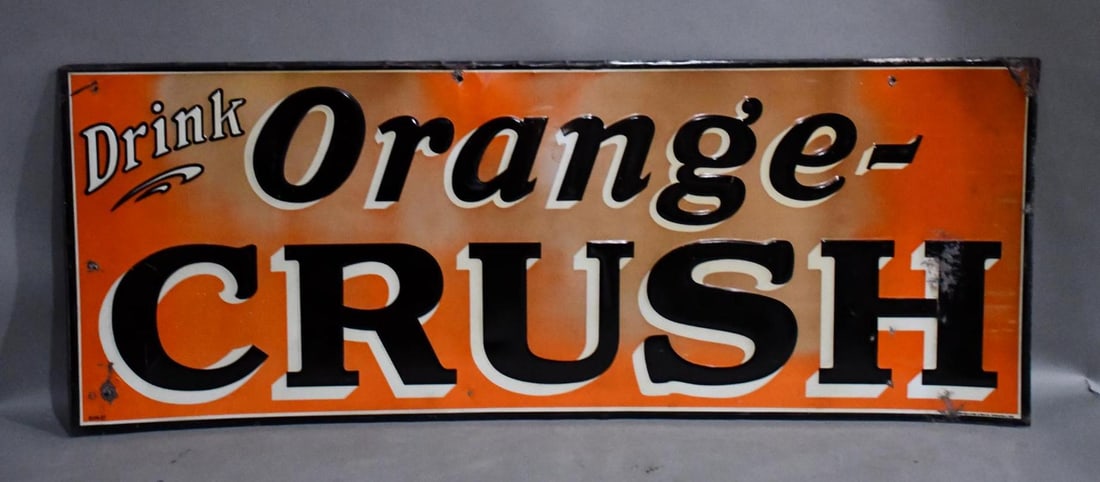 Drink Orange-
CRUSH